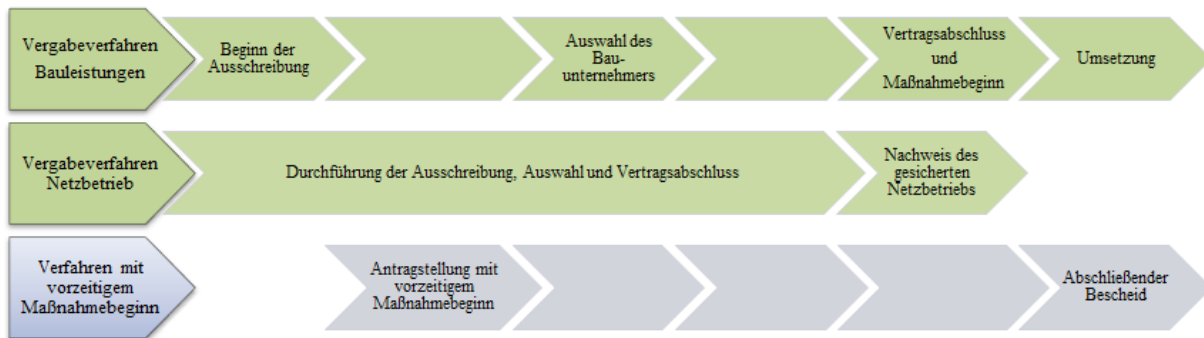 Vergabeverfahren
Bauleistungen
Beginn der
Ausschreibung
Auswahl des
Bau-
unternehmers
Vertragsabschluss
und
Maßnahmebeginn
Umsetzung
Vergabeverfahren
Netzbetrieb
Durchführung der Ausschreibung, Auswahl und Vertragsabschluss
Nachweis des
gesicherten
Netzbetriebs
Verfahren mit
vorzeitigem
Maßnahmebeginn
Antragstellung mit
vorzeitigem
Maßnahmebeginn
Abschließender
Bescheid